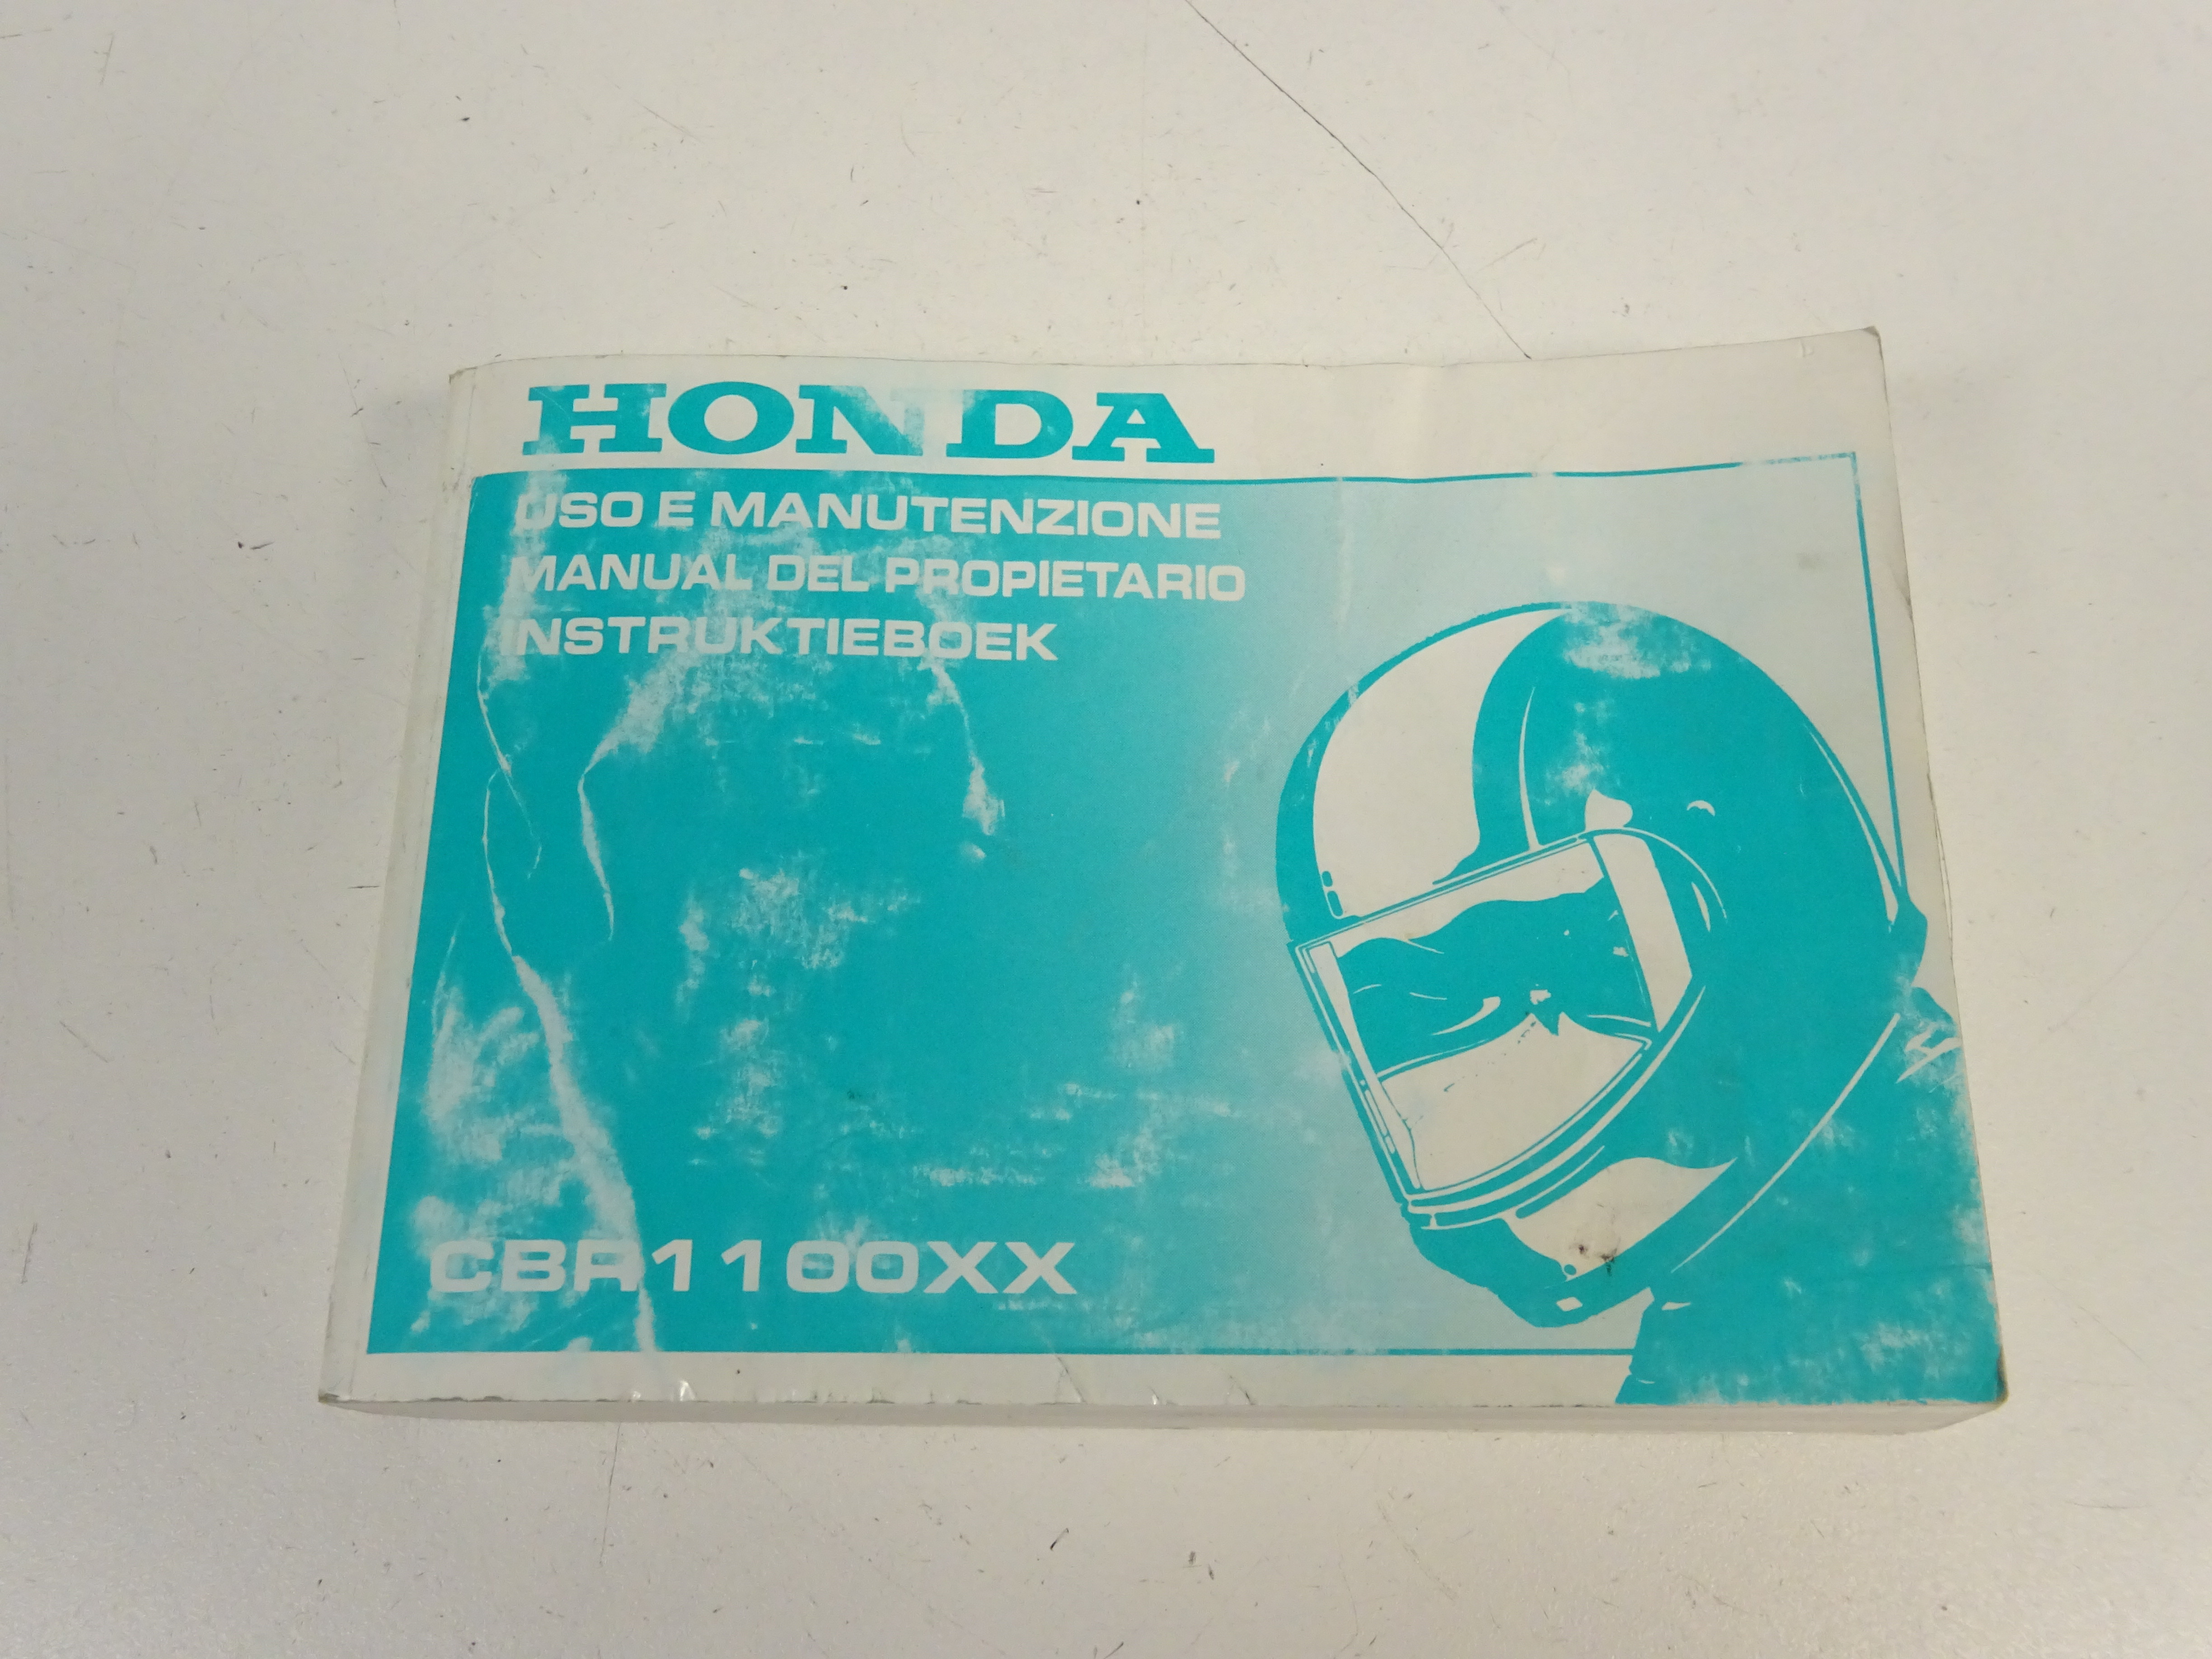 HONDA
USO E MANUTENZIONE
MANUAL DEL PROPIETARIO
INSTRUKTIEBOEK
CBR1100XX